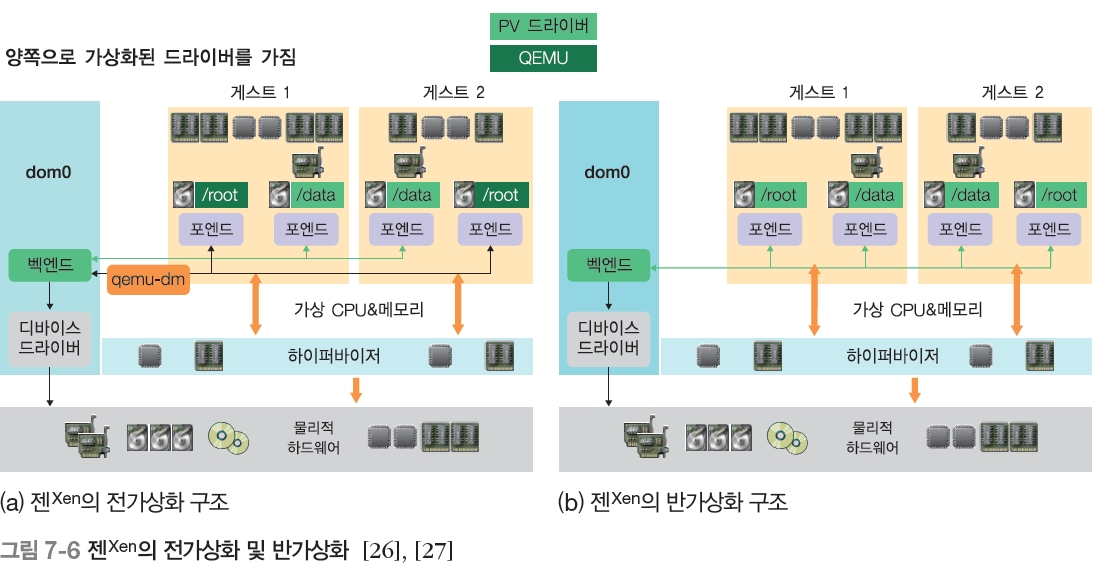 PV 드라이버
양쪽으로 가상화된 드라이버를 가짐
QEMU
게스트 1
게스트 2
dom0
/root
/data
/data
/root
포엔드
포엔드
포엔드
포엔드
벡엔드
qemu-dm
가상 CPU&메모리
디바이스
드라이버
하이퍼바이저
물리적
하드웨어
(a) 젠Xen의 전가상화 구조
게스트 1
게스트 2
dom0
/root
/data
/data
/root
포엔드
포엔드
포엔드
포엔드
벡엔드
가상 CPU&메모리
디바이스
드라이버
하이퍼바이저
물리적
하드웨어
(b) 젠Xen의 반가상화 구조
그림 7-6 젠Xen의 전가상화 및 반가상화 [26], [27]